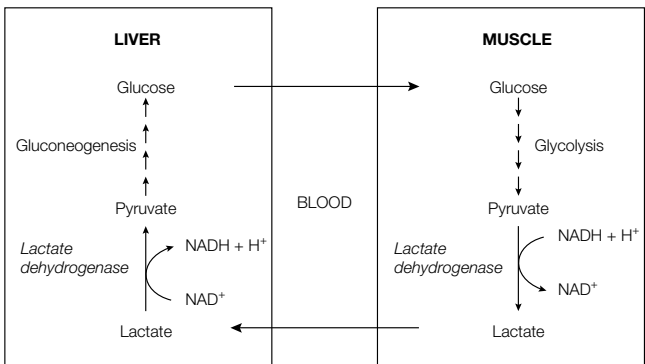 LIVER
Glucose
Gluconeogenesis
Pyruvate
Lactate
dehydrogenase
NADH + H⁺
NAD⁺
Lactate
BLOOD
MUSCLE
Glucose
Glycolysis
Pyruvate
Lactate
dehydrogenase
NADH + H⁺
NAD⁺
Lactate